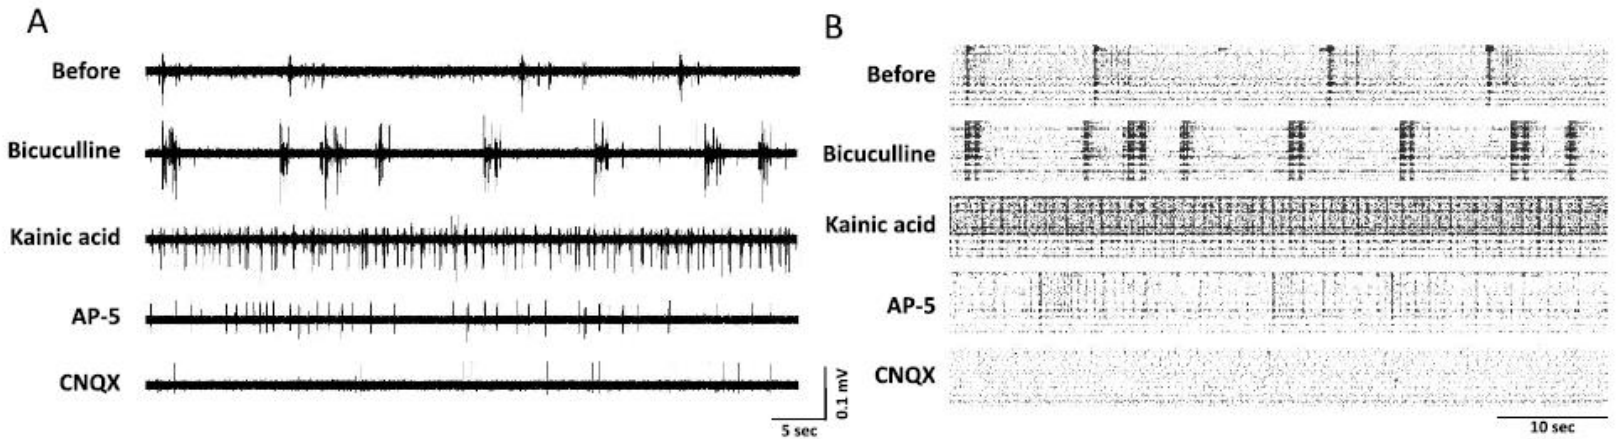 A
Before
Bicuculline
Kainic acid
AP-5
CNQX
0.1 mV
5 sec
B
Before
Bicuculline
Kainic acid
AP-5
CNQX
10 sec